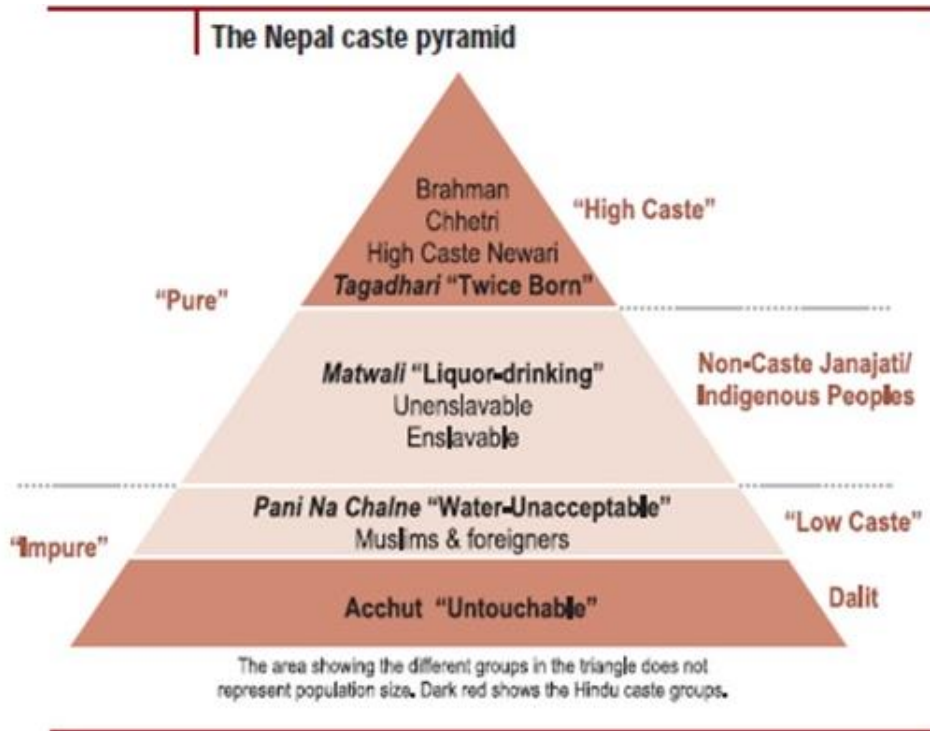 The Nepal caste pyramid
Brahman
Chhetri
High Caste Newari
Tagadhari “Twice Born”
“High Caste”
“Pure”
Matwali “Liquor-drinking”
Unenslavable
Enslavable
Non-Caste Janajati/
Indigenous Peoples
Pani Na Chalne “Water-Unacceptable”
Muslims & foreigners
“Low Caste”
“Impure”
Acchut “Untouchable”
Dalit
The area showing the different groups in the triangle does not
represent population size. Dark red shows the Hindu caste groups.